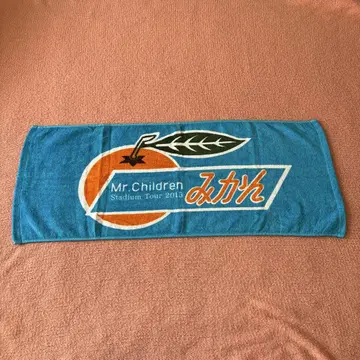 Mr.Children
Stadium Tour 2015
みかん